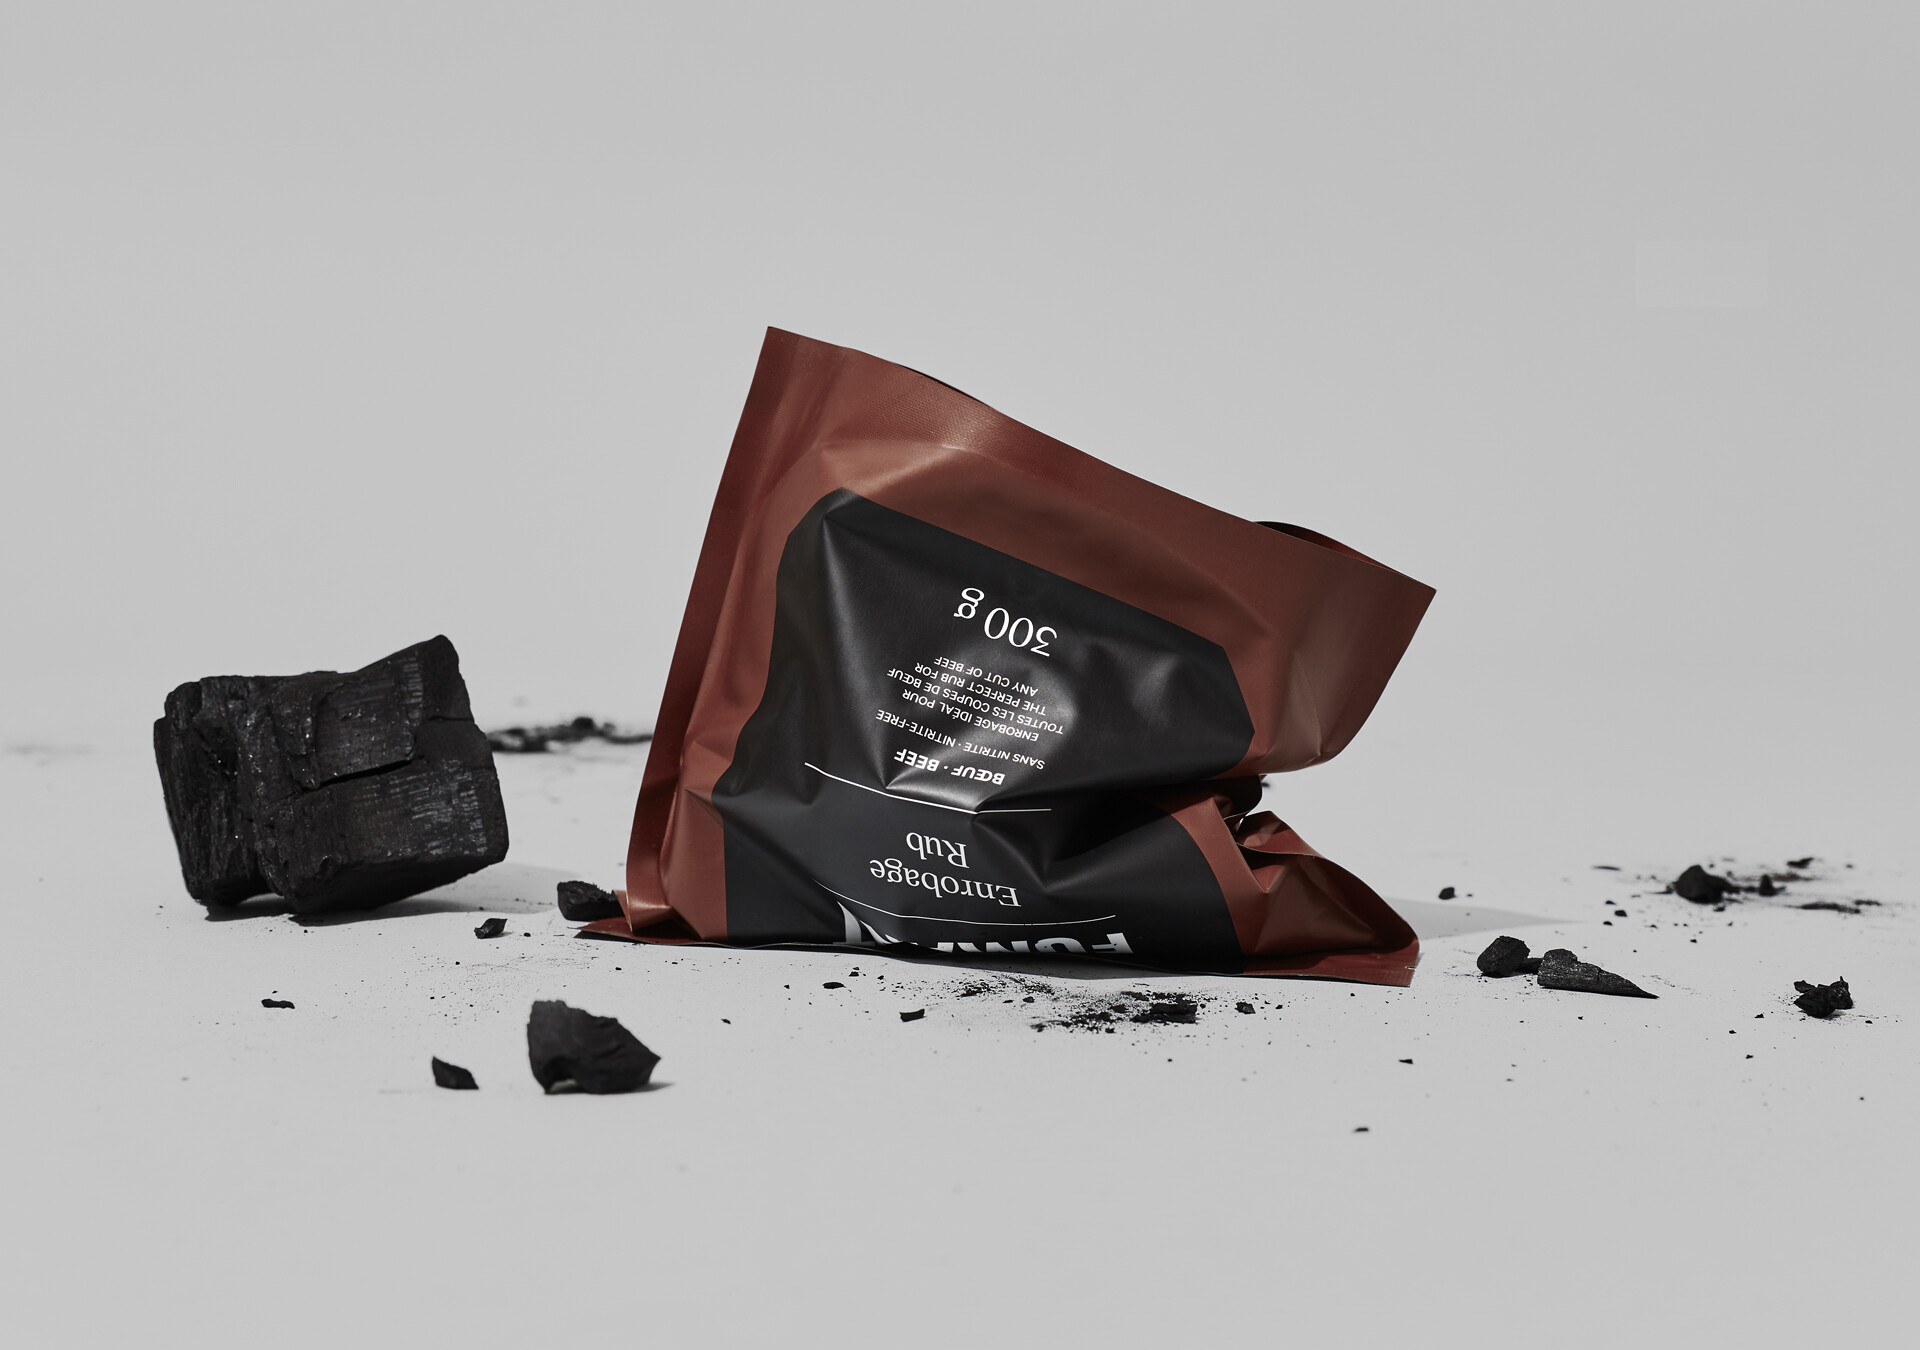 Enrobage
Rub
BŒUF · BEEF
SANS NITRITE · NITRITE-FREE
ENROBAGE IDÉAL POUR
TOUTES LES COUPES DE BŒUF
THE PERFECT RUB FOR
ANY CUT OF BEEF
300 g